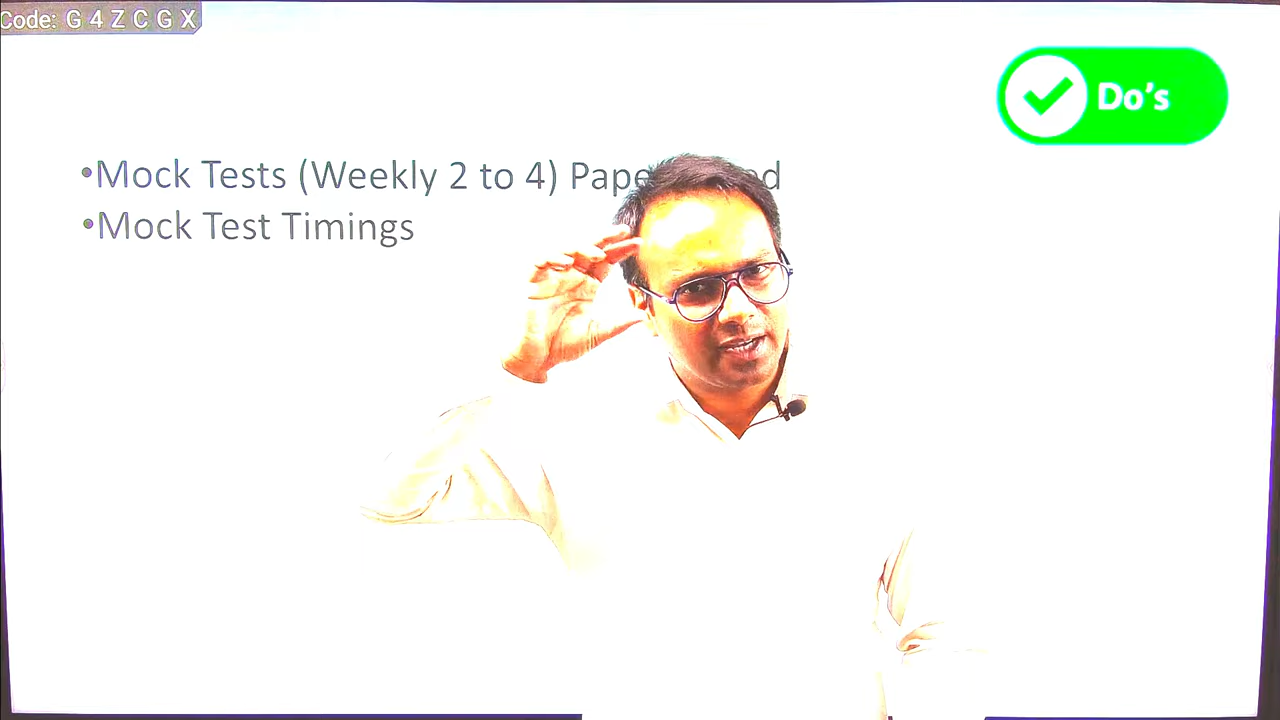 Code: G 4 Z C G X
Do's
•Mock Tests (Weekly 2 to 4)
•Mock Test Timings